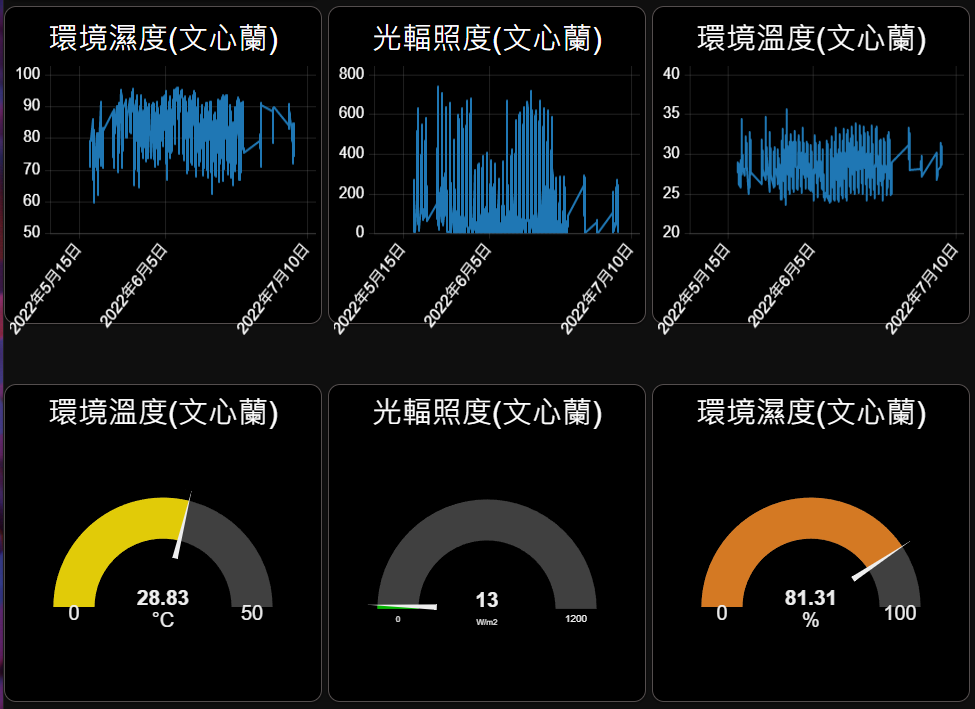 環境濕度(文心蘭)
100
90
80
70
60
50
2022年5月15日
2022年6月5日
2022年7月10日
光輻照度(文心蘭)
800
600
400
200
0
2022年5月15日
2022年6月5日
2022年7月10日
環境溫度(文心蘭)
40
35
30
25
20
2022年5月15日
2022年6月5日
2022年7月10日
環境溫度(文心蘭)
28.83
0 °C 50
光輻照度(文心蘭)
13
0 W/m2 1200
環境濕度(文心蘭)
81.31
0 % 100